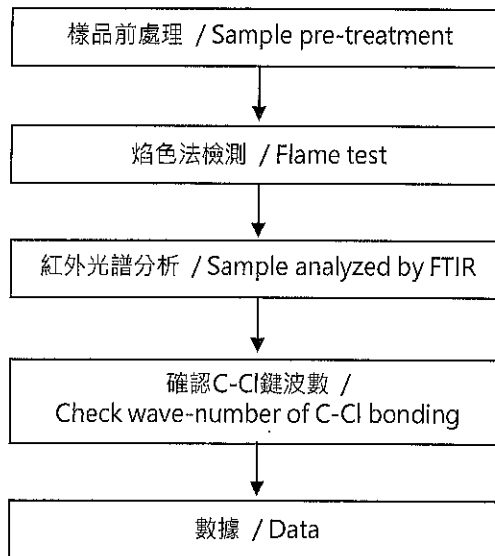 樣品前處理 / Sample pre-treatment
焰色法檢測 / Flame test
紅外光譜分析 / Sample analyzed by FTIR
確認C-Cl鍵波數 /
Check wave-number of C-Cl bonding
數據 / Data